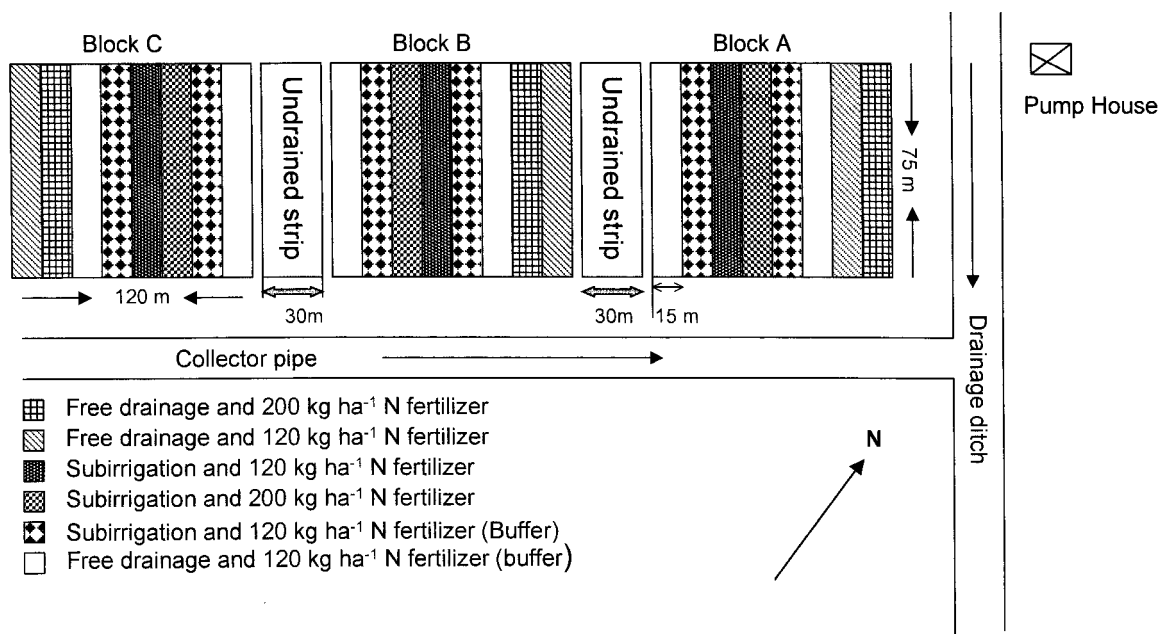 Block C
Block B
Block A
Pump House
Undrained strip
Undrained strip
75 m
120 m
30m
30m
15 m
Collector pipe
Drainage ditch
Free drainage and 200 kg ha⁻¹ N fertilizer
Free drainage and 120 kg ha⁻¹ N fertilizer
Subirrigation and 120 kg ha⁻¹ N fertilizer
Subirrigation and 200 kg ha⁻¹ N fertilizer
Subirrigation and 120 kg ha⁻¹ N fertilizer (Buffer)
Free drainage and 120 kg ha⁻¹ N fertilizer (buffer)
N